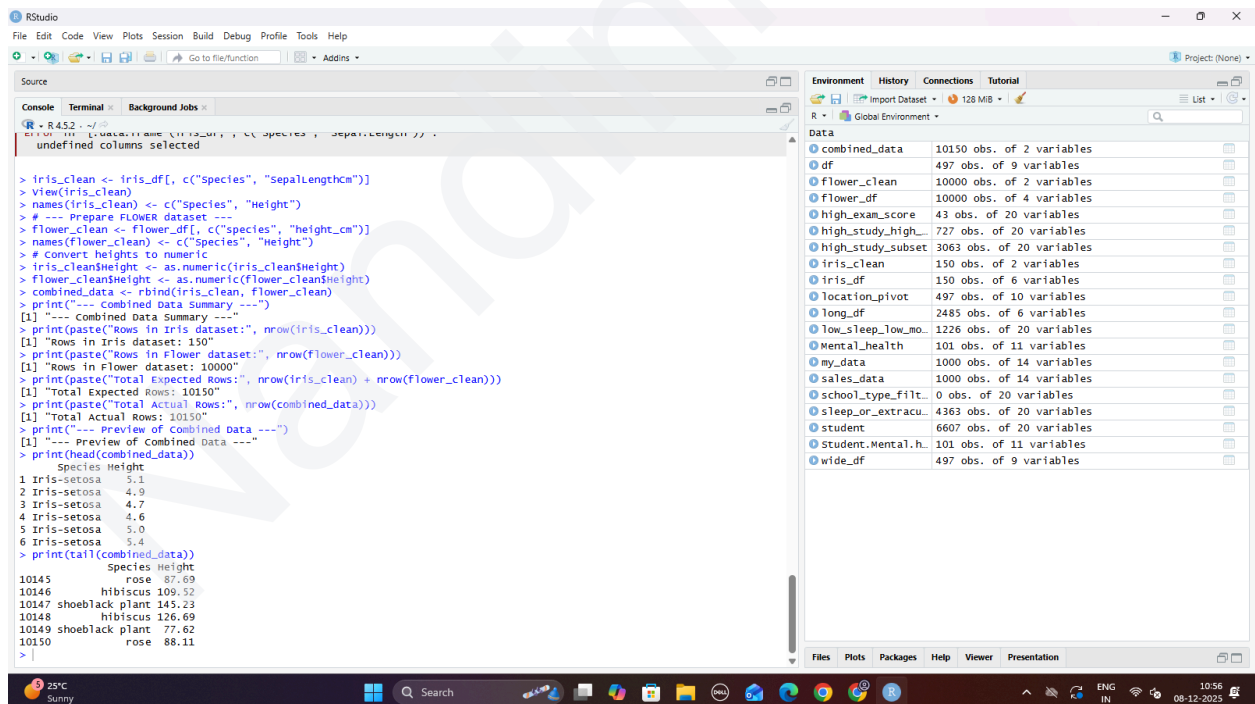 RStudio
File Edit Code View Plots Session Build Debug Profile Tools Help
Go to file/function
Addins
Project: (None)
Source
Console Terminal Background Jobs
R 4.5.2 · ~/
undefined columns selected
> iris_clean <- iris_df[, c("Species", "SepalLengthCm")]
> View(iris_clean)
> names(iris_clean) <- c("Species", "Height")
> # --- Prepare FLOWER dataset ---
> flower_clean <- flower_df[, c("species", "height_cm")]
> names(flower_clean) <- c("Species", "Height")
> # Convert heights to numeric
> iris_clean$Height <- as.numeric(iris_clean$Height)
> flower_clean$Height <- as.numeric(flower_clean$Height)
> combined_data <- rbind(iris_clean, flower_clean)
> print("--- Combined Data Summary ---")
[1] "--- Combined Data Summary ---"
> print(paste("Rows in Iris dataset:", nrow(iris_clean)))
[1] "Rows in Iris dataset: 150"
> print(paste("Rows in Flower dataset:", nrow(flower_clean)))
[1] "Rows in Flower dataset: 10000"
> print(paste("Total Expected Rows:", nrow(iris_clean) + nrow(flower_clean)))
[1] "Total Expected Rows: 10150"
> print(paste("Total Actual Rows:", nrow(combined_data)))
[1] "Total Actual Rows: 10150"
> print("--- Preview of Combined Data ---")
[1] "--- Preview of Combined Data ---"
> print(head(combined_data))
Species Height
1 Iris-setosa 5.1
2 Iris-setosa 4.9
3 Iris-setosa 4.7
4 Iris-setosa 4.6
5 Iris-setosa 5.0
6 Iris-setosa 5.4
> print(tail(combined_data))
Species Height
10145 rose 87.69
10146 hibiscus 109.52
10147 shoeblack plant 145.23
10148 hibiscus 126.69
10149 shoeblack plant 77.62
10150 rose 88.11
>
Environment History Connections Tutorial
Import Dataset 128 MiB List
R Global Environment
Data
combined_data 10150 obs. of 2 variables
df 497 obs. of 9 variables
flower_clean 10000 obs. of 2 variables
flower_df 10000 obs. of 4 variables
high_exam_score 43 obs. of 20 variables
high_study_high_… 727 obs. of 20 variables
high_study_subset 3063 obs. of 20 variables
iris_clean 150 obs. of 2 variables
iris_df 150 obs. of 6 variables
location_pivot 497 obs. of 10 variables
long_df 2485 obs. of 6 variables
low_sleep_low_mo… 1226 obs. of 20 variables
Mental_health 101 obs. of 11 variables
my_data 1000 obs. of 14 variables
sales_data 1000 obs. of 14 variables
school_type_filt… 0 obs. of 20 variables
sleep_or_extracu… 4363 obs. of 20 variables
student 6607 obs. of 20 variables
Student.Mental.h… 101 obs. of 11 variables
wide_df 497 obs. of 9 variables
Files Plots Packages Help Viewer Presentation
5
25°C
Sunny
Search
DELL
ENG
IN
10:56
08-12-2025